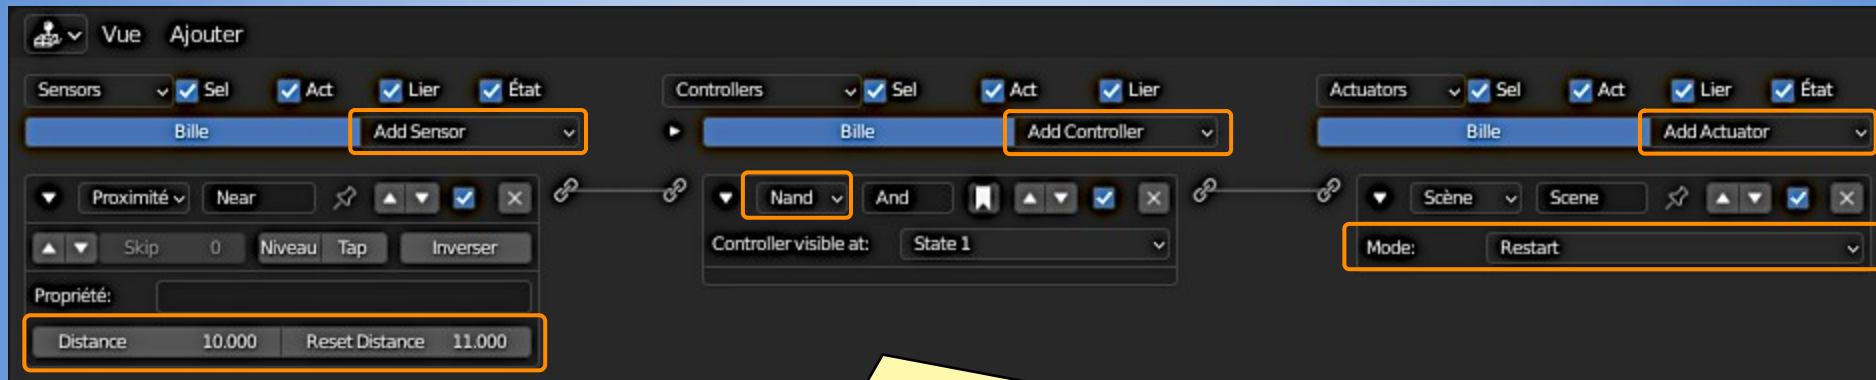 Vue Ajouter
Sensors Sel Act Lier État Controllers Sel Act Lier Actuators Sel Act Lier État
Bille Add Sensor Bille Add Controller Bille Add Actuator
Proximité Near Nand And Scène Scene
Skip 0 Niveau Tap Inverser Controller visible at: State 1 Mode: Restart
Propriété:
Distance 10.000 Reset Distance 11.000